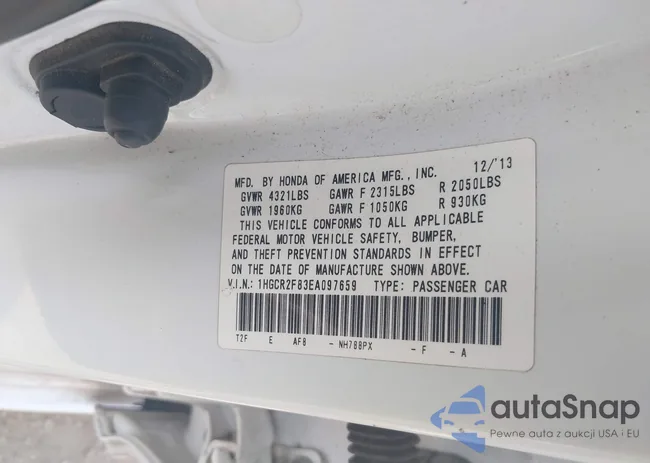 MFD. BY HONDA OF AMERICA MFG., INC. 12/'13
GVWR 4321LBS GAWR F 2315LBS R 2050LBS
GVWR 1960KG GAWR F 1050KG R 930KG
THIS VEHICLE CONFORMS TO ALL APPLICABLE
FEDERAL MOTOR VEHICLE SAFETY, BUMPER,
AND THEFT PREVENTION STANDARDS IN EFFECT
ON THE DATE OF MANUFACTURE SHOWN ABOVE.
V.I.N.: 1HGCR2F83EA097659 TYPE: PASSENGER CAR
T2F E AF8 - NH788PX - F - A
autaSnap
Pewne auta z aukcji USA i EU